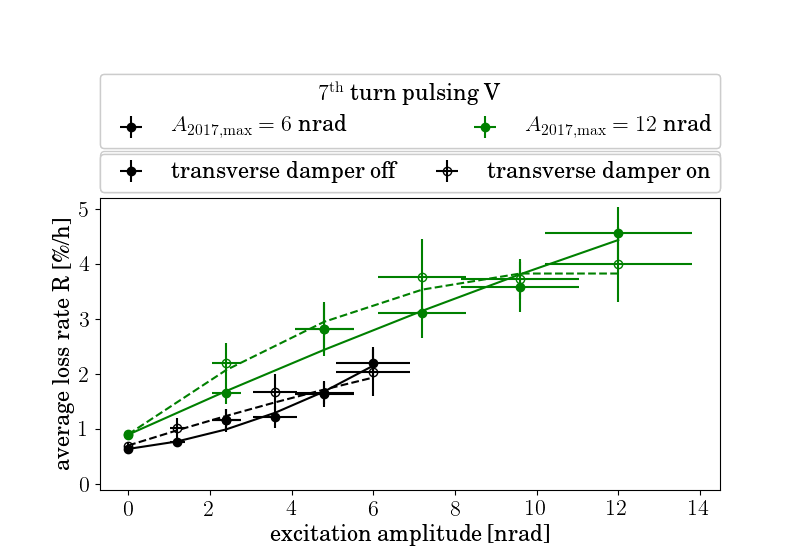 7th turn pulsing V
A2017,max = 6 nrad
A2017,max = 12 nrad
transverse damper off
transverse damper on
average loss rate R [%/h]
5
4
3
2
1
0
0 2 4 6 8 10 12 14
excitation amplitude [nrad]